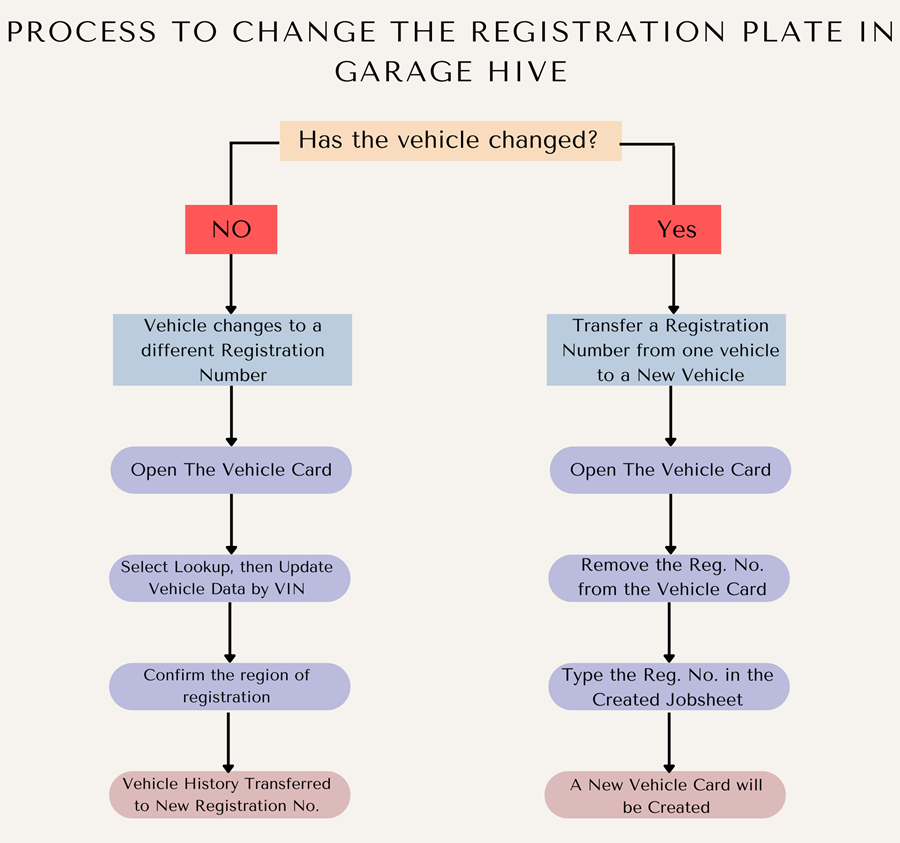 PROCESS TO CHANGE THE REGISTRATION PLATE IN
GARAGE HIVE
Has the vehicle changed?
NO
Yes
Vehicle changes to a
different Registration
Number
Transfer a Registration
Number from one vehicle
to a New Vehicle
Open The Vehicle Card
Open The Vehicle Card
Select Lookup, then Update
Vehicle Data by VIN
Remove the Reg. No.
from the Vehicle Card
Confirm the region of
registration
Type the Reg. No. in the
Created Jobsheet
Vehicle History Transferred
to New Registration No.
A New Vehicle Card will
be Created